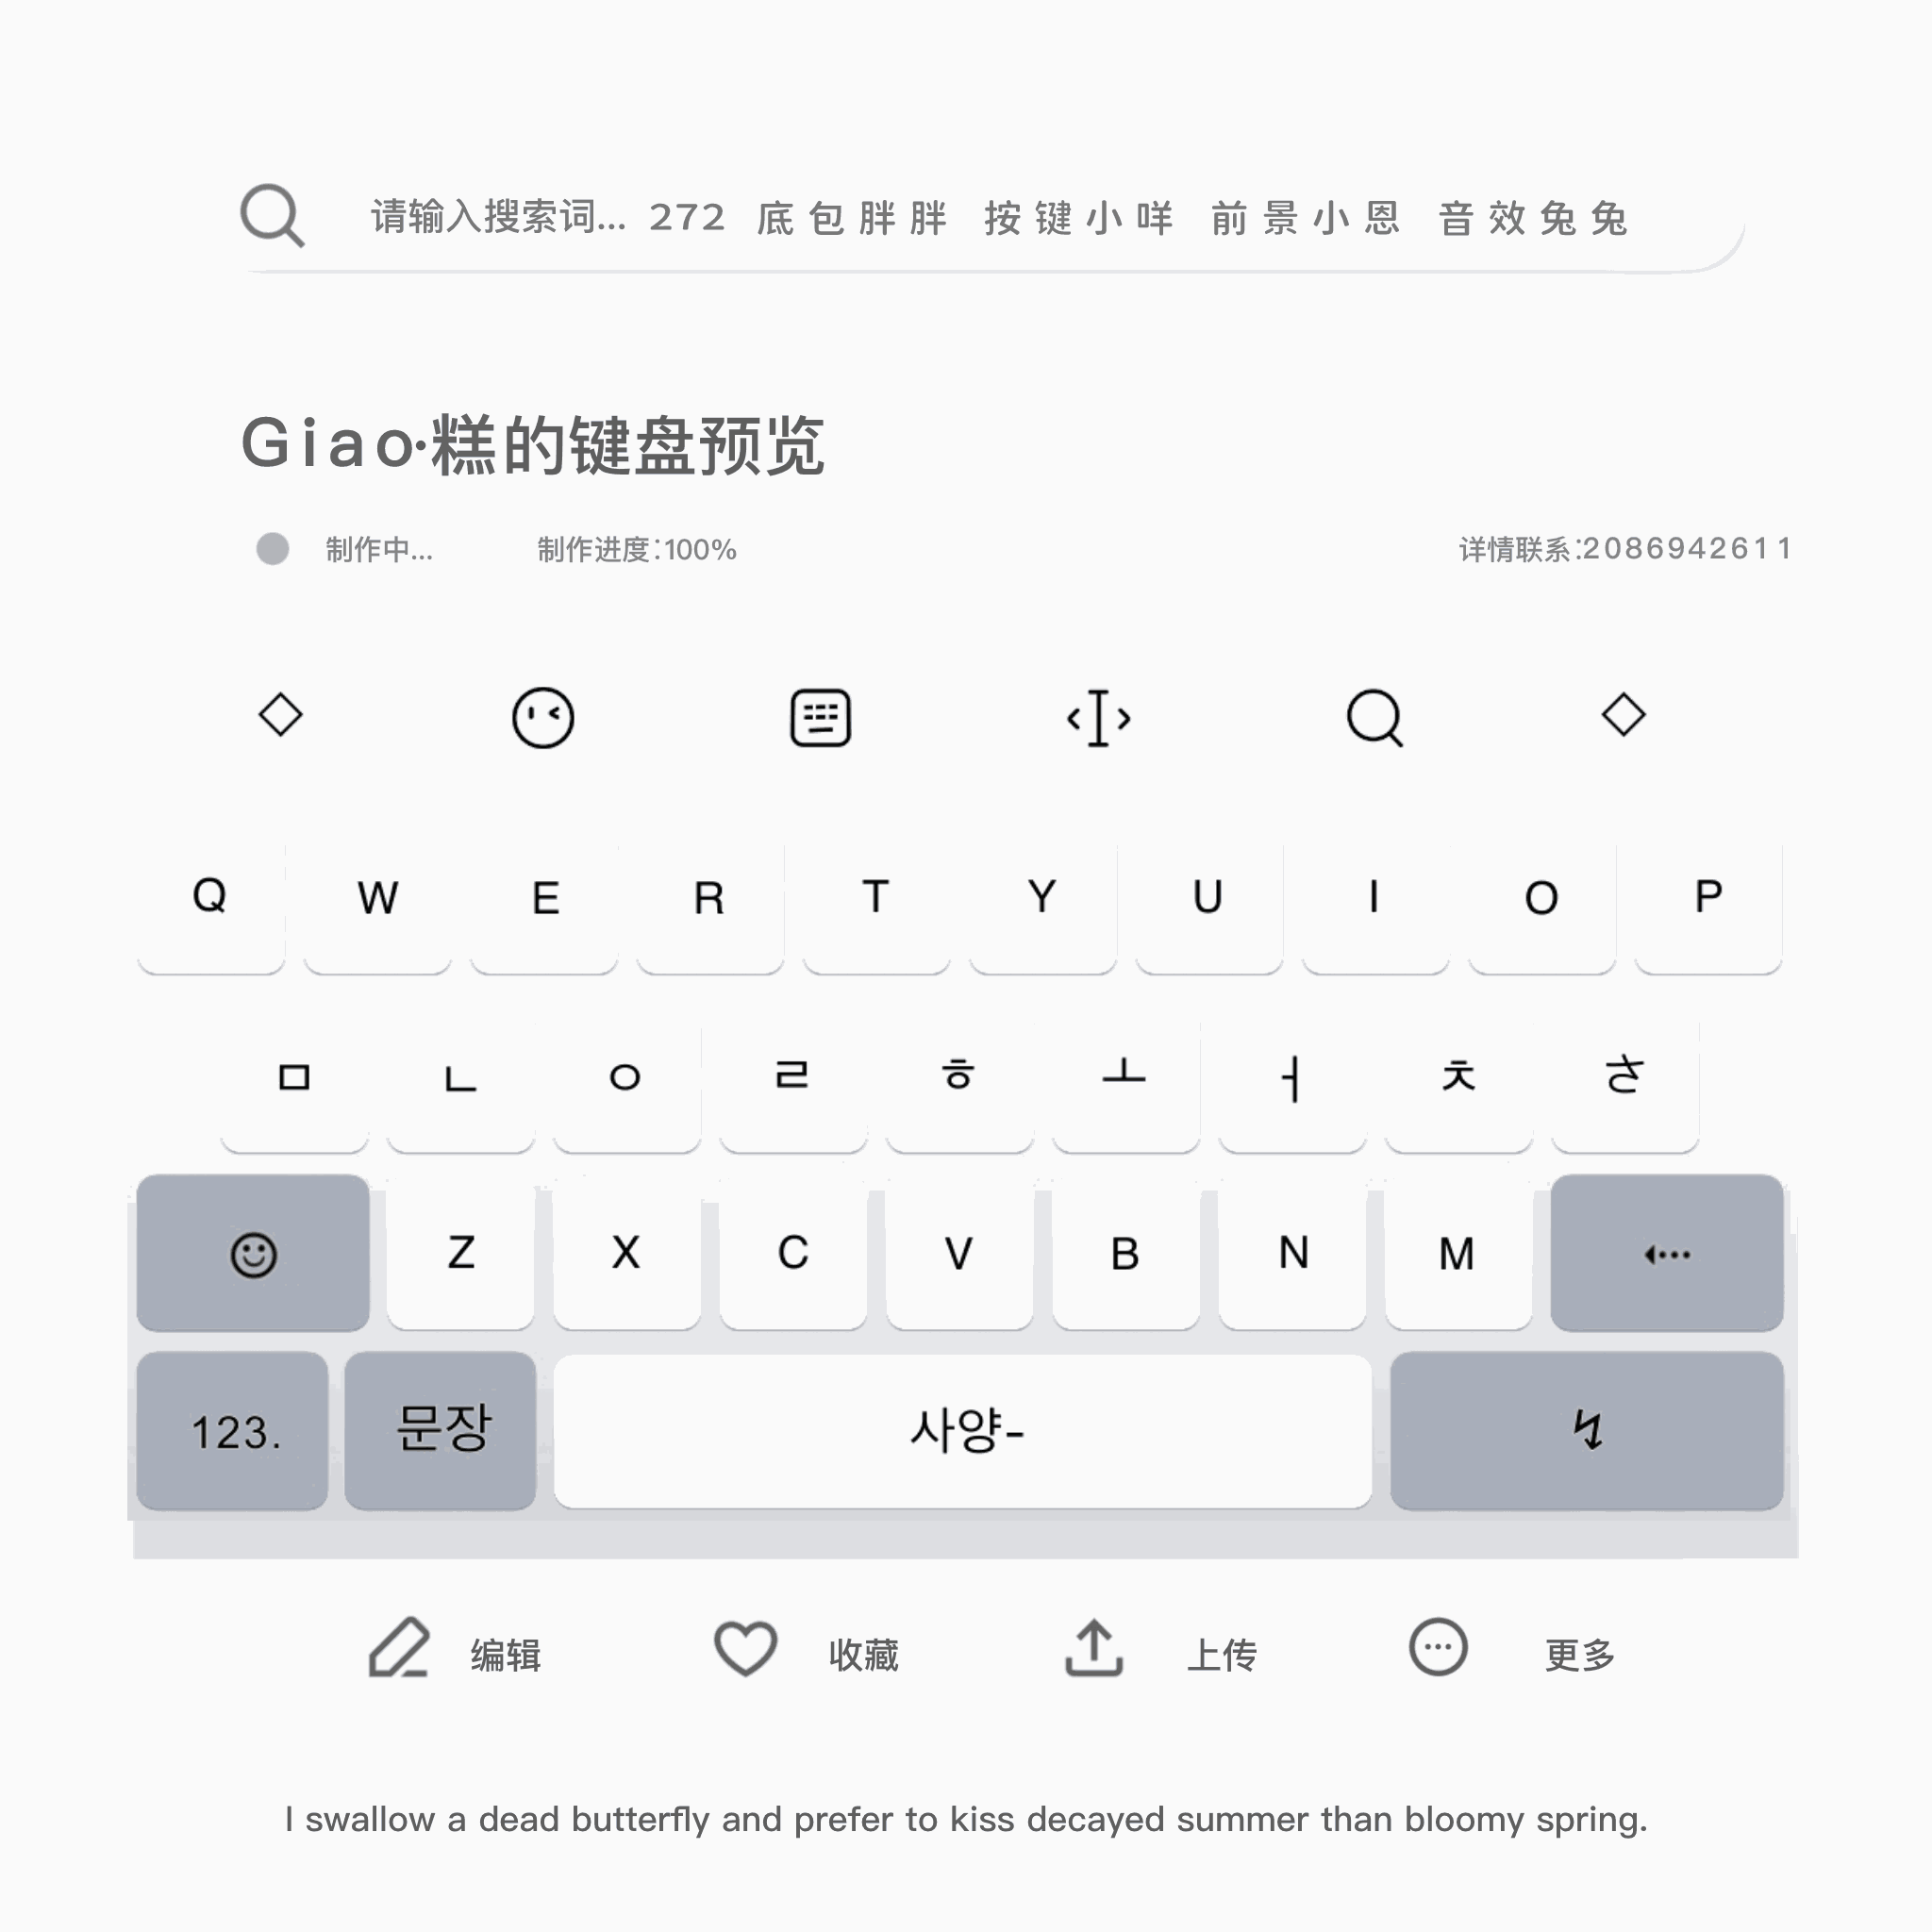 请输入搜索词... 272 底包胖胖 按键小咩 前景小恩 音效兔兔
Giao·糕的键盘预览
制作中... 制作进度:100% 详情联系:2086942611
Q W E R T Y U I O P
ㅁ ㄴ ㅇ ㄹ ㅎ ㅗ ㅓ ㅊ さ
Z X C V B N M
123. 문장 사양-
编辑 收藏 上传 更多
I swallow a dead butterfly and prefer to kiss decayed summer than bloomy spring.